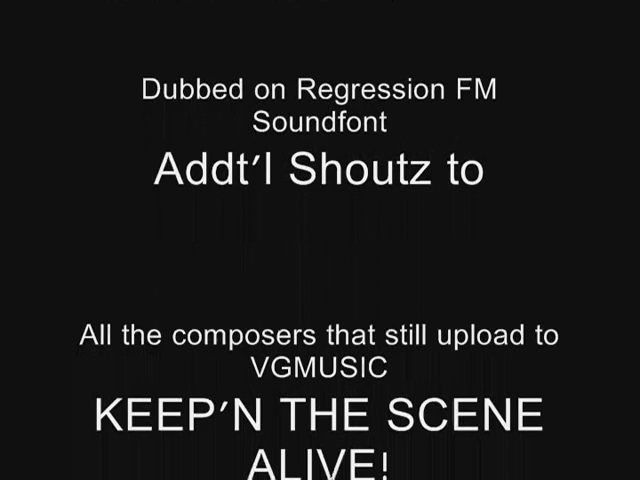 Dubbed on Regression FM
Soundfont
Addt'l Shoutz to
All the composers that still upload to
VGMUSIC
KEEP'N THE SCENE
ALIVE!